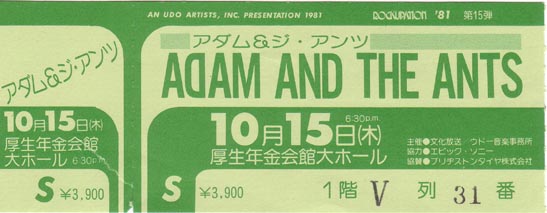 アダム&ジ・アンツ
10月15日(木)
厚生年金会館
大ホール 6:30p.m.
S ¥3,900
AN UDO ARTISTS, INC. PRESENTATION 1981
ROCKUPATION '81 第15弾
アダム&ジ・アンツ
ADAM AND THE ANTS
6:30p.m.
10月15日(木)
厚生年金会館大ホール
主催●文化放送 ウドー音楽事務所
協力●エピック・ソニー
協賛●ブリヂストンタイヤ株式会社
S ¥3,900 1階 V 列 31 番